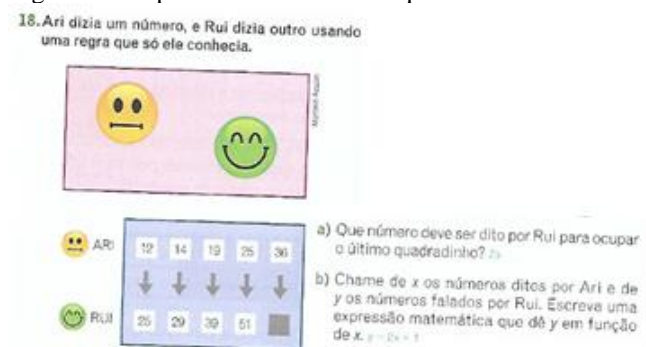 18. Ari dizia um número, e Rui dizia outro usando
uma regra que só ele conhecia.
ARI 12 14 19 25 36
RUI 25 29 39 51
a) Que número deve ser dito por Rui para ocupar
o último quadradinho?
b) Chame de x os números ditos por Ari e de
y os números falados por Rui. Escreva uma
expressão matemática que dê y em função
de x. y = 2x + 1